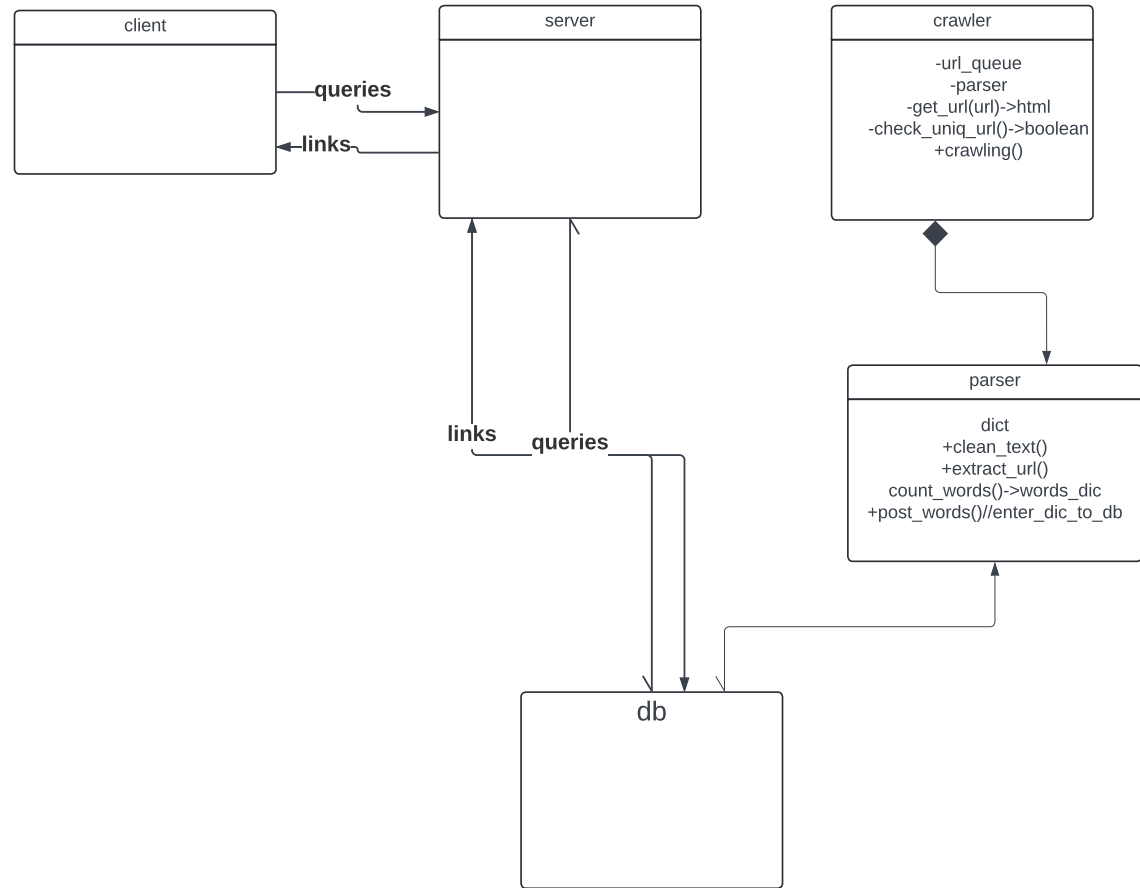 client
server
crawler
-url_queue
-parser
-get_url(url)->html
-check_uniq_url()->boolean
+crawling()
queries
links
parser
dict
+clean_text()
+extract_url()
count_words()->words_dic
+post_words()//enter_dic_to_db
links
queries
db